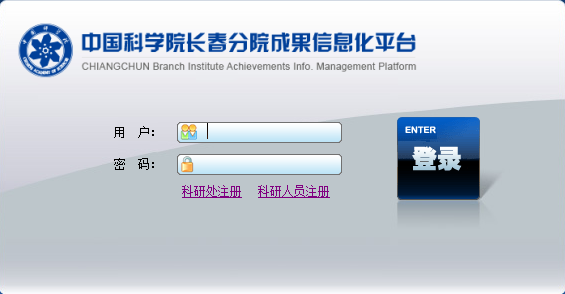 中国科学院长春分院成果信息化平台
CHIANGCHUN Branch Institute Achievements Info. Management Platform
用 户：
ENTER
登录
密 码：
科研处注册 科研人员注册